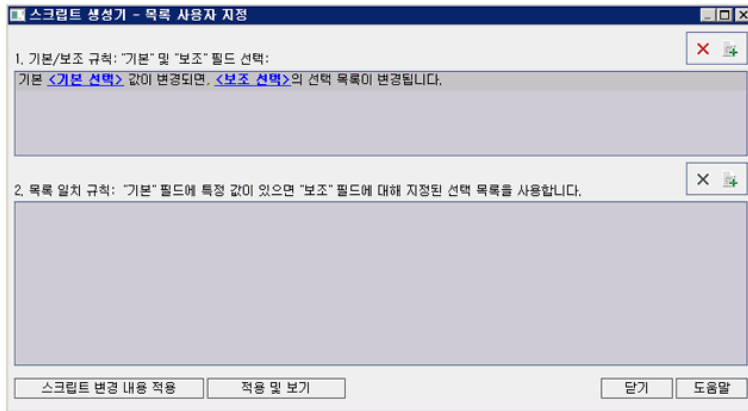 스크립트 생성기 - 목록 사용자 지정
1. 기본/보조 규칙: "기본" 및 "보조" 필드 선택:
기본 <기본 선택> 값이 변경되면, <보조 선택>의 선택 목록이 변경됩니다.
2. 목록 일치 규칙: "기본" 필드에 특정 값이 있으면 "보조" 필드에 대해 지정된 선택 목록을 사용합니다.
스크립트 변경 내용 적용 적용 및 보기 닫기 도움말